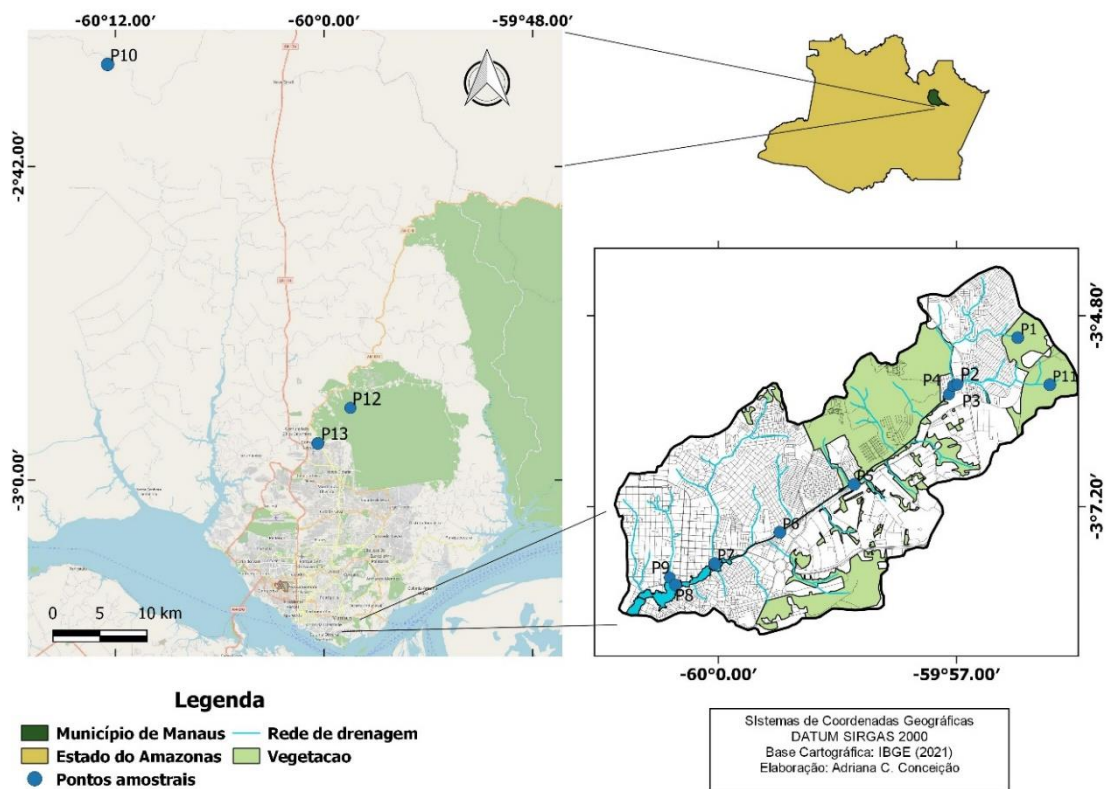 -60°12.00′ -60°0.00′ -59°48.00′
P10
-2°42.00′
P12
P13
-3°0.00′
0 5 10 km
-3°4.80′
P1
P2
P11
P4
P3
P5
-3°7.20′
P6
P7
P9
P8
-60°0.00′ -59°57.00′
Legenda
Município de Manaus
Rede de drenagem
Estado do Amazonas
Vegetacao
Pontos amostrais
SIstemas de Coordenadas Geográficas
DATUM SIRGAS 2000
Base Cartográfica: IBGE (2021)
Elaboração: Adriana C. Conceição